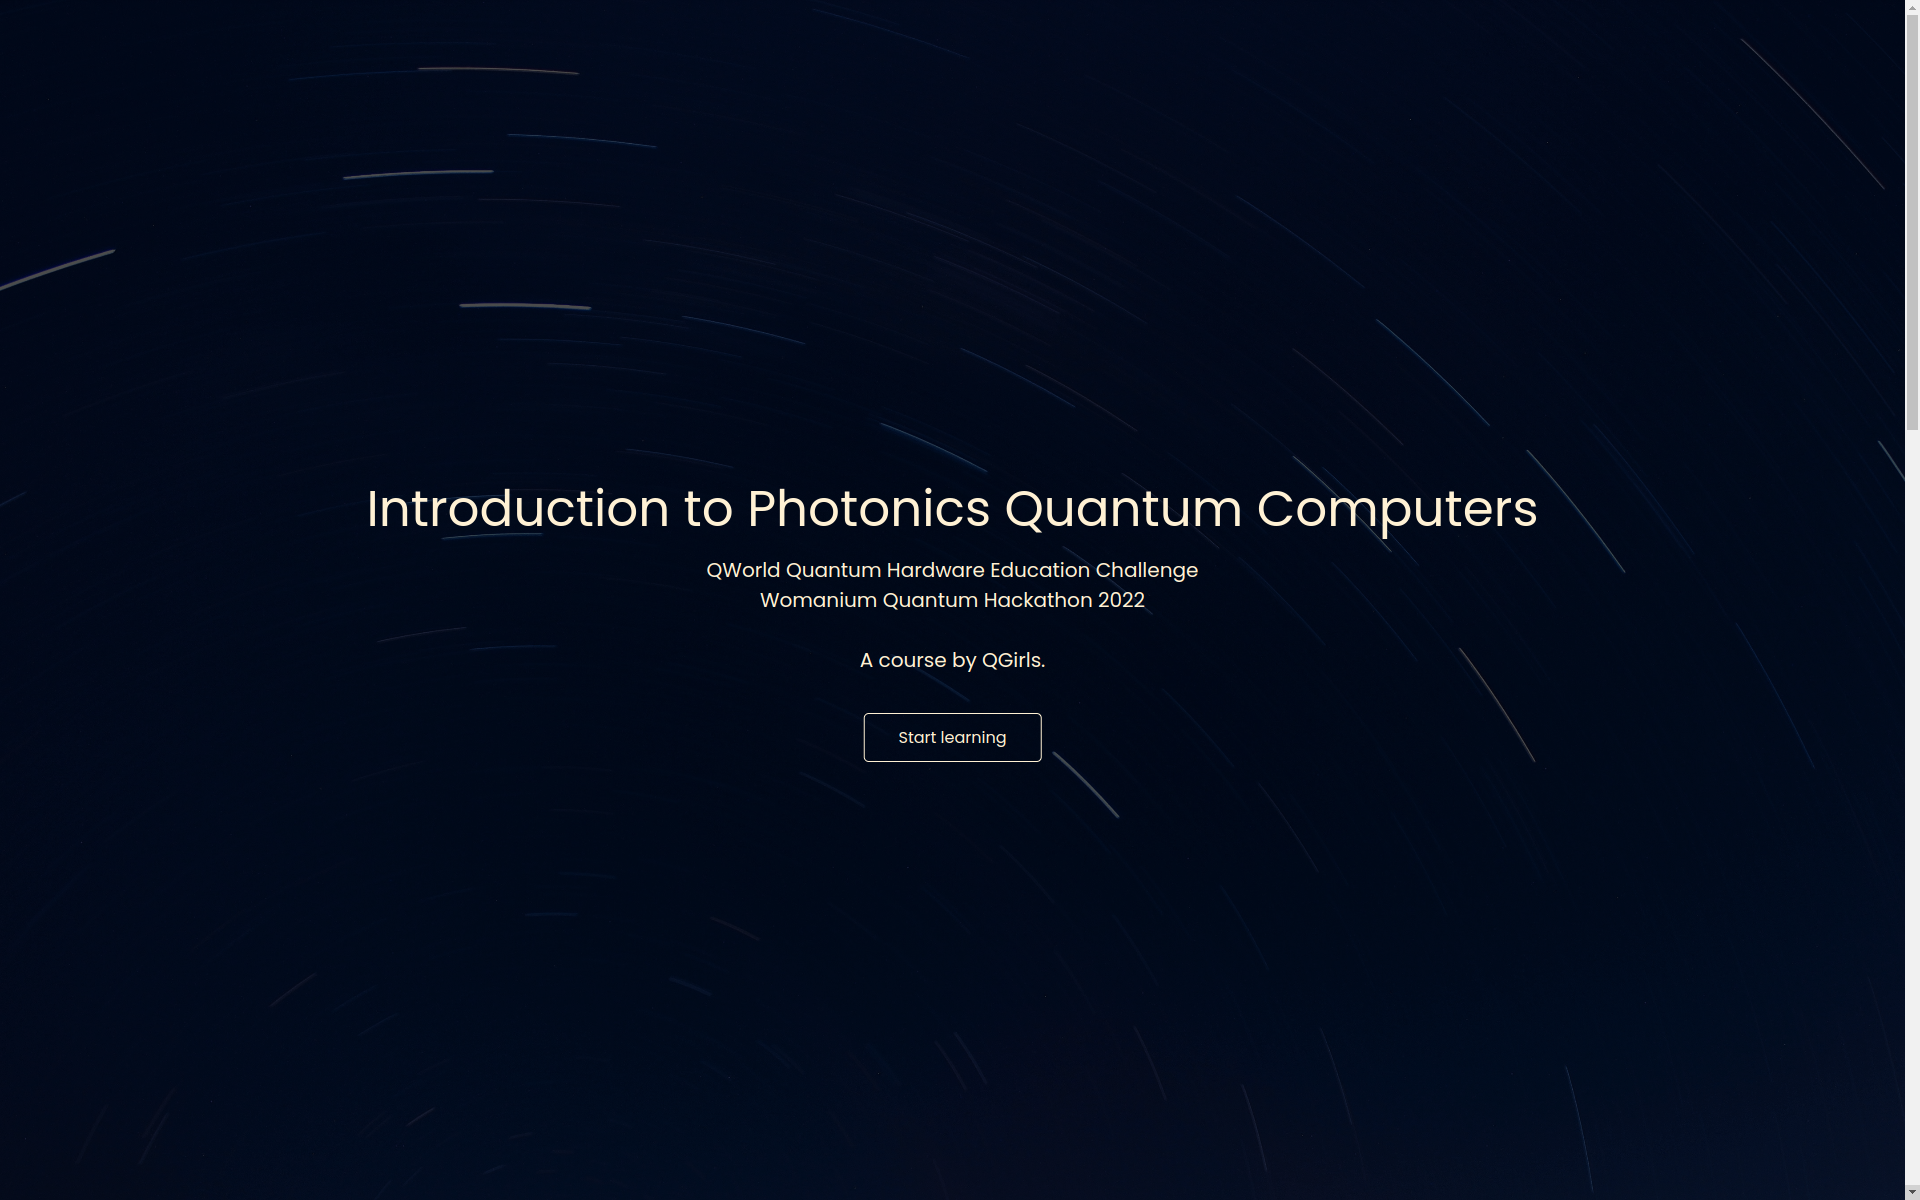 Introduction to Photonics Quantum Computers
QWorld Quantum Hardware Education Challenge
Womanium Quantum Hackathon 2022
A course by QGirls.
Start learning